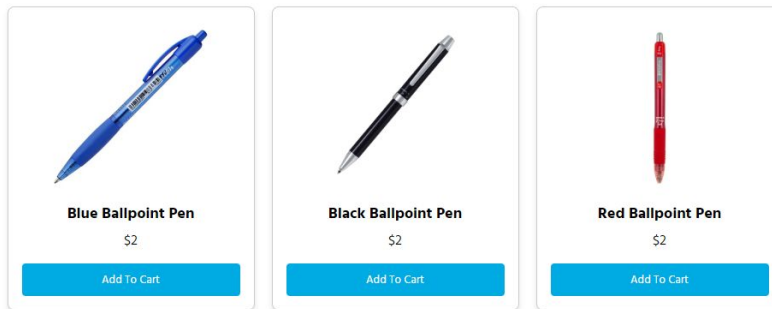 Blue Ballpoint Pen
$2
Add To Cart
Black Ballpoint Pen
$2
Add To Cart
Red Ballpoint Pen
$2
Add To Cart